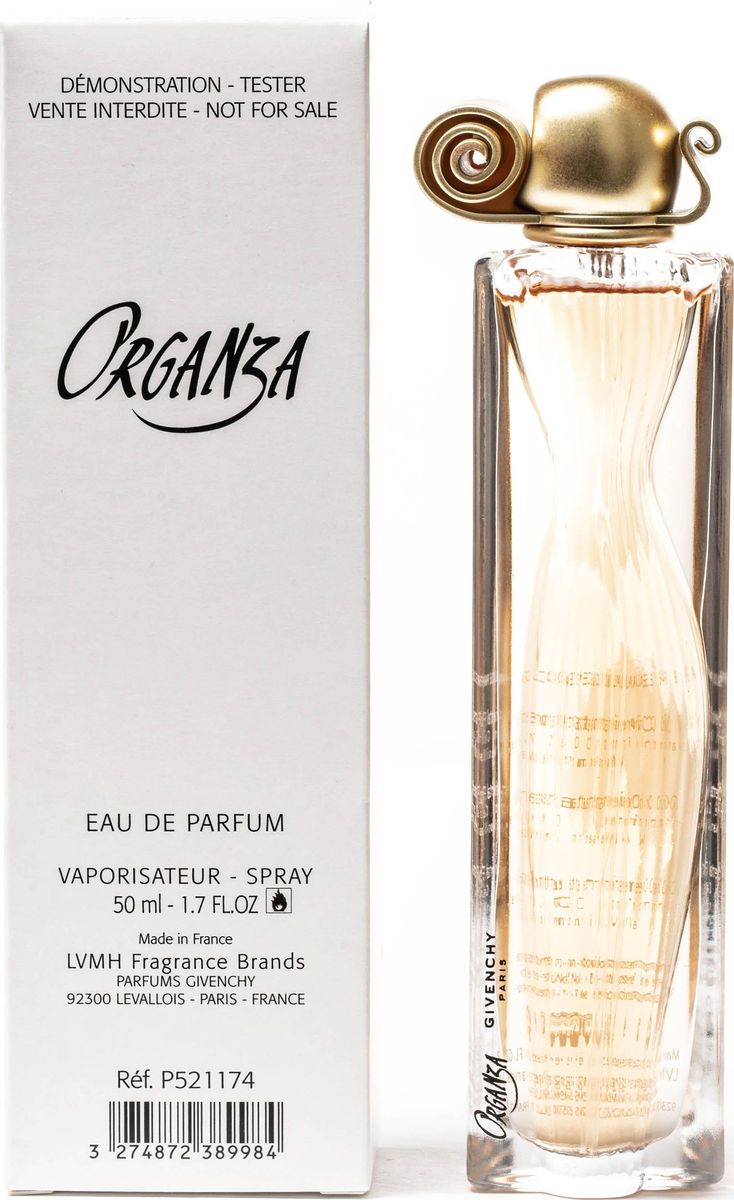 DÉMONSTRATION - TESTER
VENTE INTERDITE - NOT FOR SALE
ORGANZA
EAU DE PARFUM
VAPORISATEUR - SPRAY
50 ml - 1.7 FL.OZ
Made in France
LVMH Fragrance Brands
PARFUMS GIVENCHY
92300 LEVALLOIS - PARIS - FRANCE
Réf. P521174
3 274872 389984
GIVENCHY
PARIS
ORGANZA